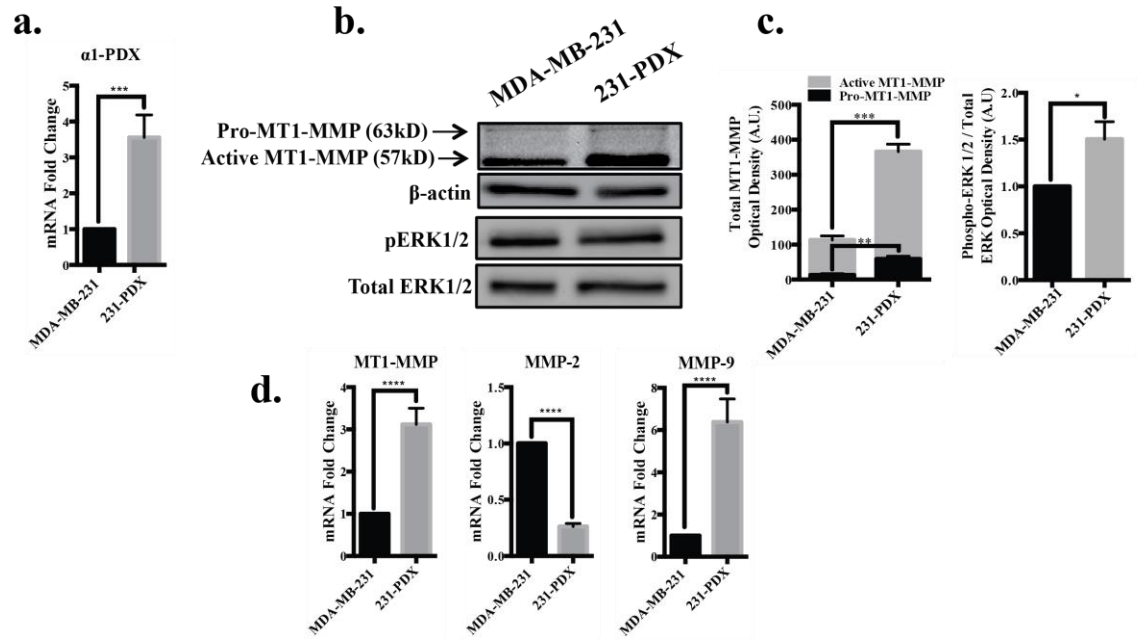 a.
α1-PDX
mRNA Fold Change
5
4
3
2
1
0
***
MDA-MB-231
231-PDX
b.
MDA-MB-231
231-PDX
Pro-MT1-MMP (63kD)
Active MT1-MMP (57kD)
β-actin
pERK1/2
Total ERK1/2
c.
Active MT1-MMP
Pro-MT1-MMP
Total MT1-MMP
Optical Density (A.U.)
500
400
300
200
100
0
***
**
MDA-MB-231
231-PDX
Phospho-ERK 1/2 / Total
ERK Optical Density (A.U)
2.0
1.5
1.0
0.5
0.0
*
MDA-MB-231
231-PDX
d.
MT1-MMP
mRNA Fold Change
4
3
2
1
0
****
MDA-MB-231
231-PDX
MMP-2
mRNA Fold Change
1.5
1.0
0.5
0.0
****
MDA-MB-231
231-PDX
MMP-9
mRNA Fold Change
8
6
4
2
0
****
MDA-MB-231
231-PDX